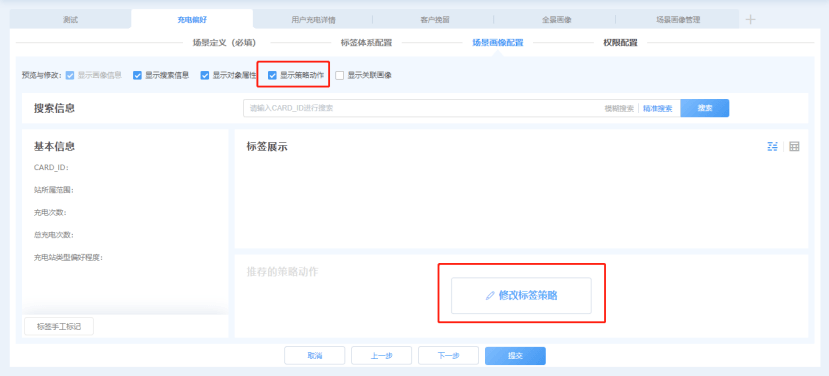 测试 充电偏好 用户充电详情 客户挽留 全景画像 场景画像管理
场景定义（必填） 标签体系配置 场景画像配置 权限配置
预览与修改: 显示画像信息 显示搜索信息 显示对象属性 显示策略动作 显示关联画像
搜索信息 请输入CARD_ID进行搜索 模糊搜索 精准搜索 搜索
基本信息
CARD_ID:
站所属范围:
充电次数:
总充电次数:
充电站类型偏好程度:
标签手工标记
标签展示
推荐的策略动作
修改标签策略
取消 上一步 下一步 提交